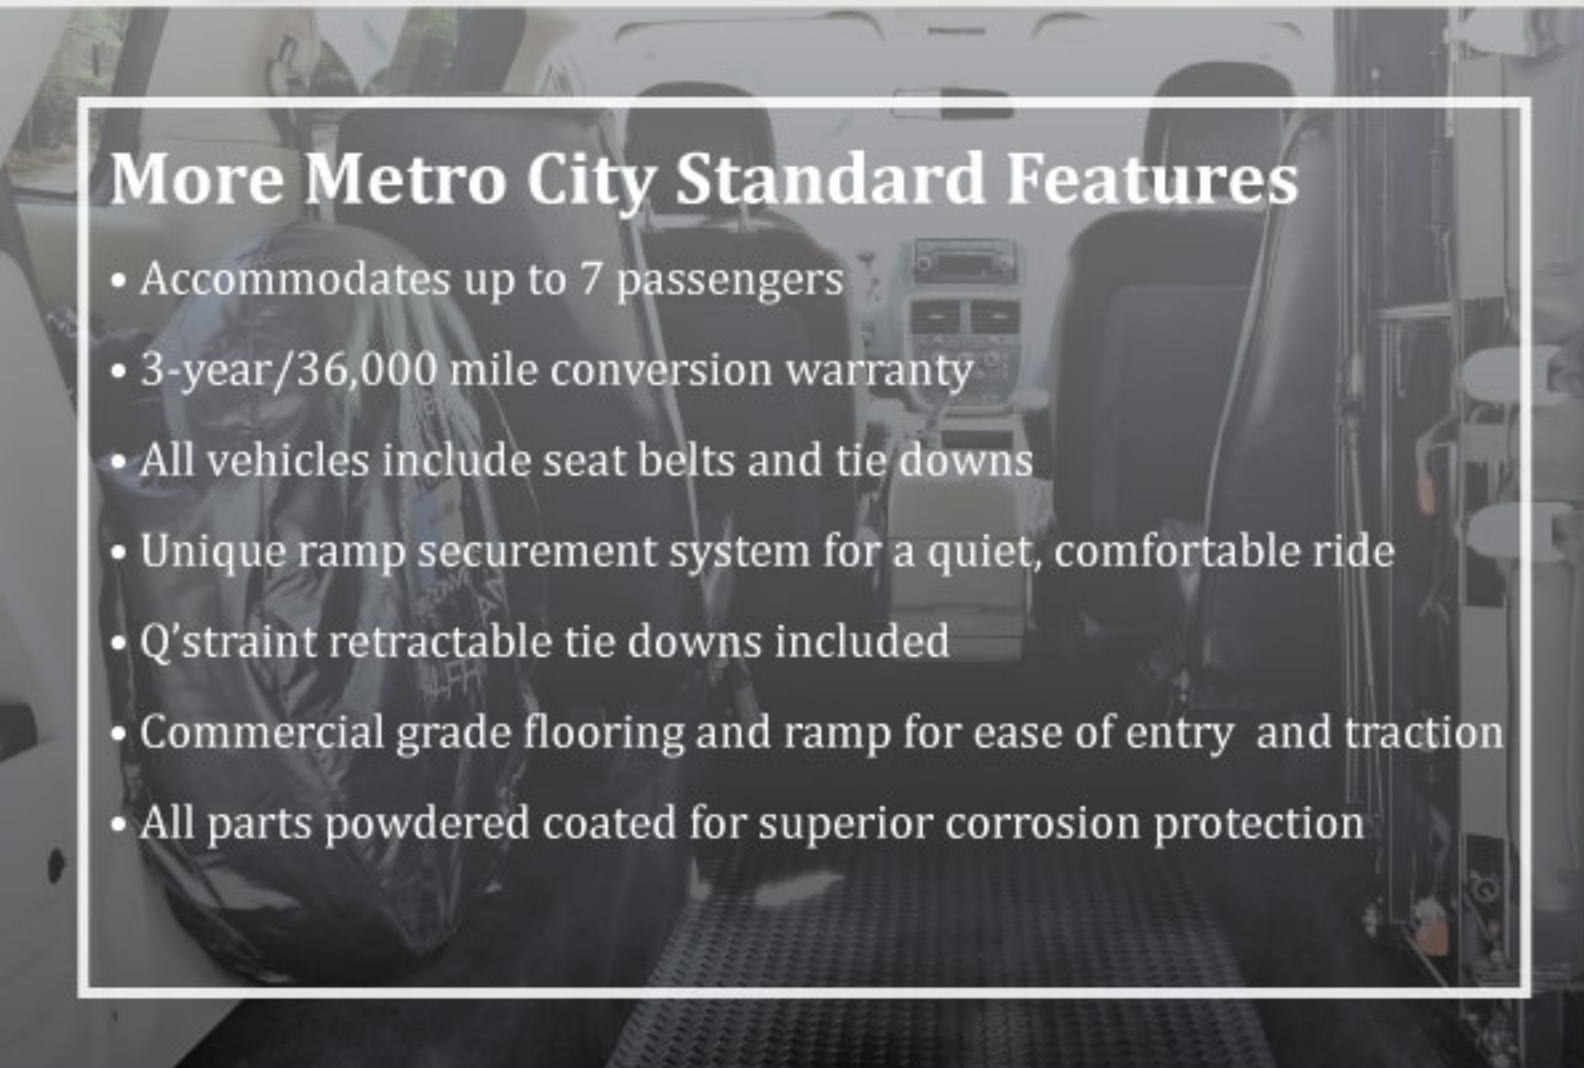 More Metro City Standard Features
• Accommodates up to 7 passengers
• 3-year/36,000 mile conversion warranty
• All vehicles include seat belts and tie downs
• Unique ramp securement system for a quiet, comfortable ride
• Q’straint retractable tie downs included
• Commercial grade flooring and ramp for ease of entry  and traction
• All parts powdered coated for superior corrosion protection